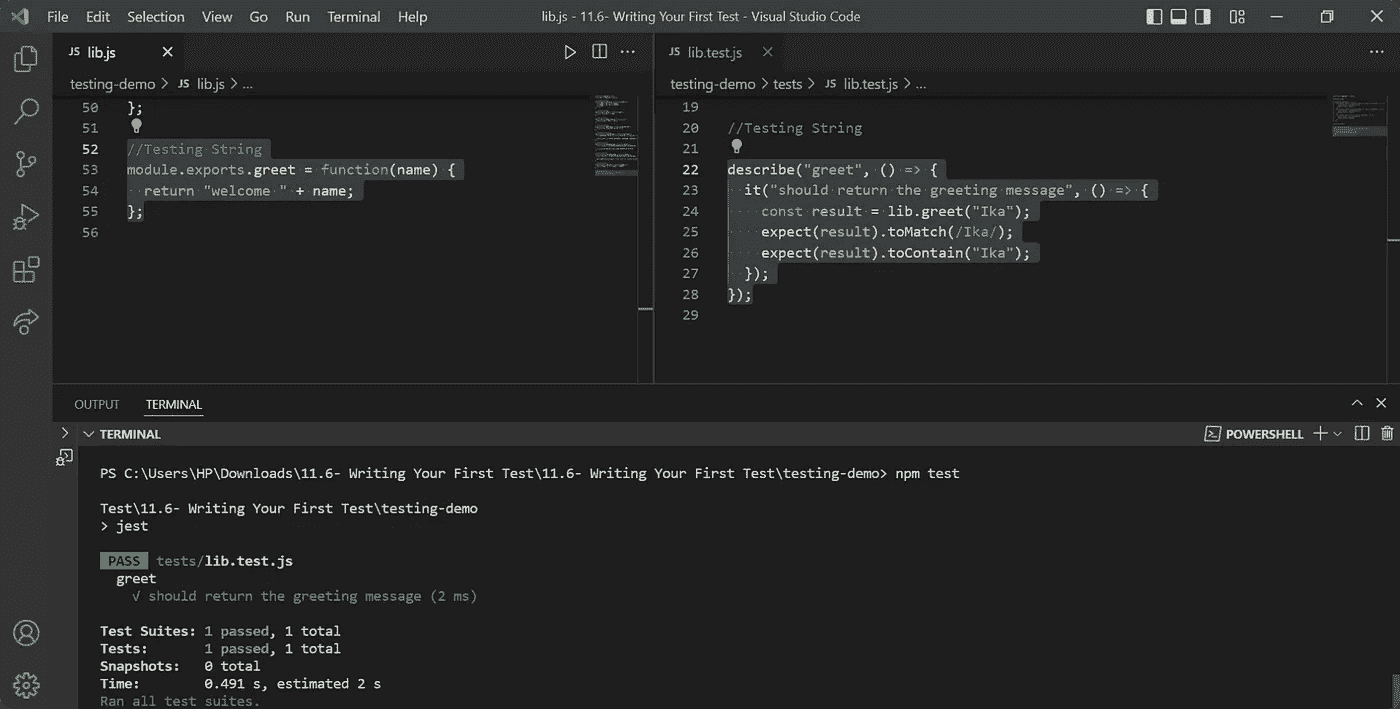 File Edit Selection View Go Run Terminal Help lib.js - 11.6- Writing Your First Test - Visual Studio Code
JS lib.js
testing-demo > JS lib.js > ...
50 };
51
52 //Testing String
53 module.exports.greet = function(name) {
54 return "welcome " + name;
55 };
56
JS lib.test.js
testing-demo > tests > JS lib.test.js > ...
19
20 //Testing String
21
22 describe("greet", () => {
23 it("should return the greeting message", () => {
24 const result = lib.greet("Ika");
25 expect(result).toMatch(/Ika/);
26 expect(result).toContain("Ika");
27 });
28 });
29
OUTPUT TERMINAL
TERMINAL POWERSHELL
PS C:\Users\HP\Downloads\11.6- Writing Your First Test\11.6- Writing Your First Test\testing-demo> npm test
Test\11.6- Writing Your First Test\testing-demo
> jest
PASS tests/lib.test.js
greet
√ should return the greeting message (2 ms)
Test Suites: 1 passed, 1 total
Tests: 1 passed, 1 total
Snapshots: 0 total
Time: 0.491 s, estimated 2 s
Ran all test suites.